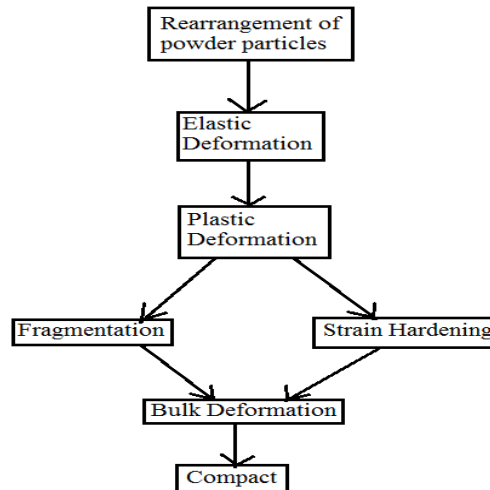 Rearrangement of
powder particles
Elastic
Deformation
Plastic
Deformation
Fragmentation
Strain Hardening
Bulk Deformation
Compact